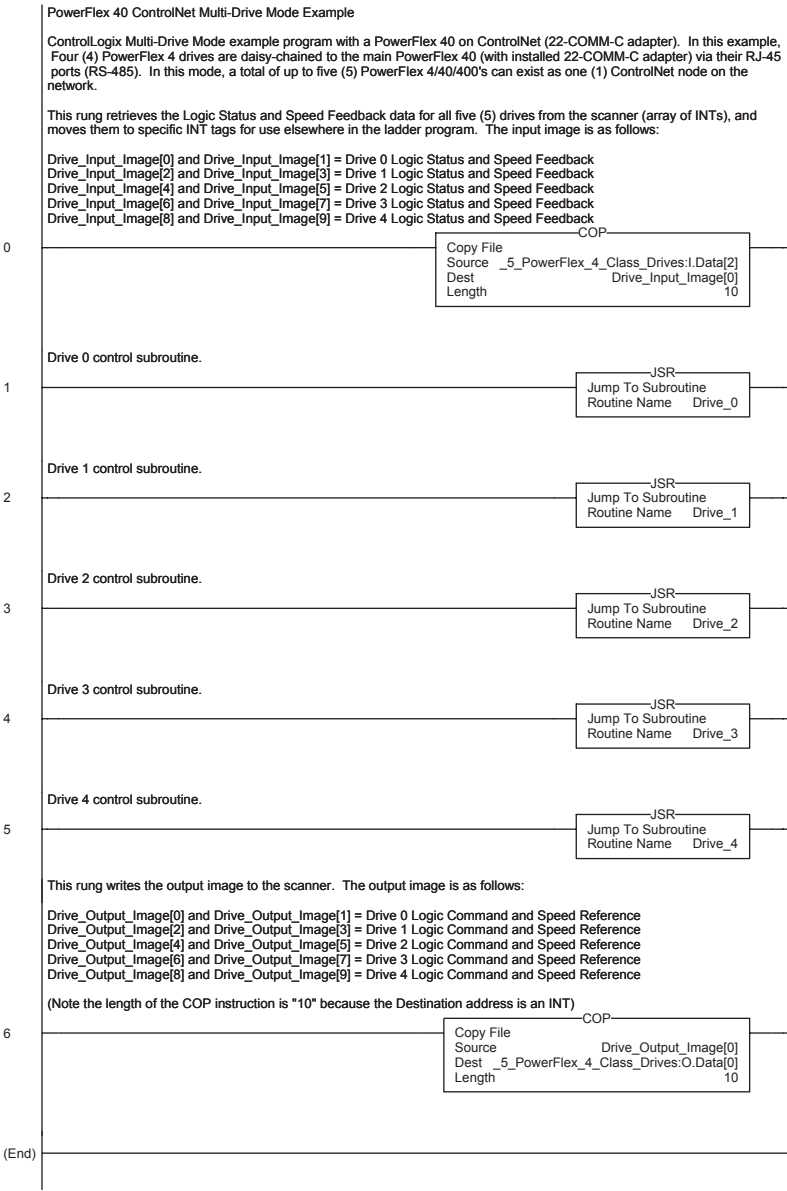 PowerFlex 40 ControlNet Multi-Drive Mode Example
ControlLogix Multi-Drive Mode example program with a PowerFlex 40 on ControlNet (22-COMM-C adapter).  In this example,
Four (4) PowerFlex 4 drives are daisy-chained to the main PowerFlex 40 (with installed 22-COMM-C adapter) via their RJ-45
ports (RS-485).  In this mode, a total of up to five (5) PowerFlex 4/40/400's can exist as one (1) ControlNet node on the
network.
This rung retrieves the Logic Status and Speed Feedback data for all five (5) drives from the scanner (array of INTs), and
moves them to specific INT tags for use elsewhere in the ladder program.  The input image is as follows:
Drive_Input_Image[0] and Drive_Input_Image[1] = Drive 0 Logic Status and Speed Feedback
Drive_Input_Image[2] and Drive_Input_Image[3] = Drive 1 Logic Status and Speed Feedback
Drive_Input_Image[4] and Drive_Input_Image[5] = Drive 2 Logic Status and Speed Feedback
Drive_Input_Image[6] and Drive_Input_Image[7] = Drive 3 Logic Status and Speed Feedback
Drive_Input_Image[8] and Drive_Input_Image[9] = Drive 4 Logic Status and Speed Feedback
COP
0
Copy File
Source _5_PowerFlex_4_Class_Drives:I.Data[2]
Dest Drive_Input_Image[0]
Length 10
Drive 0 control subroutine.
JSR
1
Jump To Subroutine
Routine Name Drive_0
Drive 1 control subroutine.
JSR
2
Jump To Subroutine
Routine Name Drive_1
Drive 2 control subroutine.
JSR
3
Jump To Subroutine
Routine Name Drive_2
Drive 3 control subroutine.
JSR
4
Jump To Subroutine
Routine Name Drive_3
Drive 4 control subroutine.
JSR
5
Jump To Subroutine
Routine Name Drive_4
This rung writes the output image to the scanner.  The output image is as follows:
Drive_Output_Image[0] and Drive_Output_Image[1] = Drive 0 Logic Command and Speed Reference
Drive_Output_Image[2] and Drive_Output_Image[3] = Drive 1 Logic Command and Speed Reference
Drive_Output_Image[4] and Drive_Output_Image[5] = Drive 2 Logic Command and Speed Reference
Drive_Output_Image[6] and Drive_Output_Image[7] = Drive 3 Logic Command and Speed Reference
Drive_Output_Image[8] and Drive_Output_Image[9] = Drive 4 Logic Command and Speed Reference
(Note the length of the COP instruction is "10" because the Destination address is an INT)
COP
6
Copy File
Source Drive_Output_Image[0]
Dest _5_PowerFlex_4_Class_Drives:O.Data[0]
Length 10
(End)